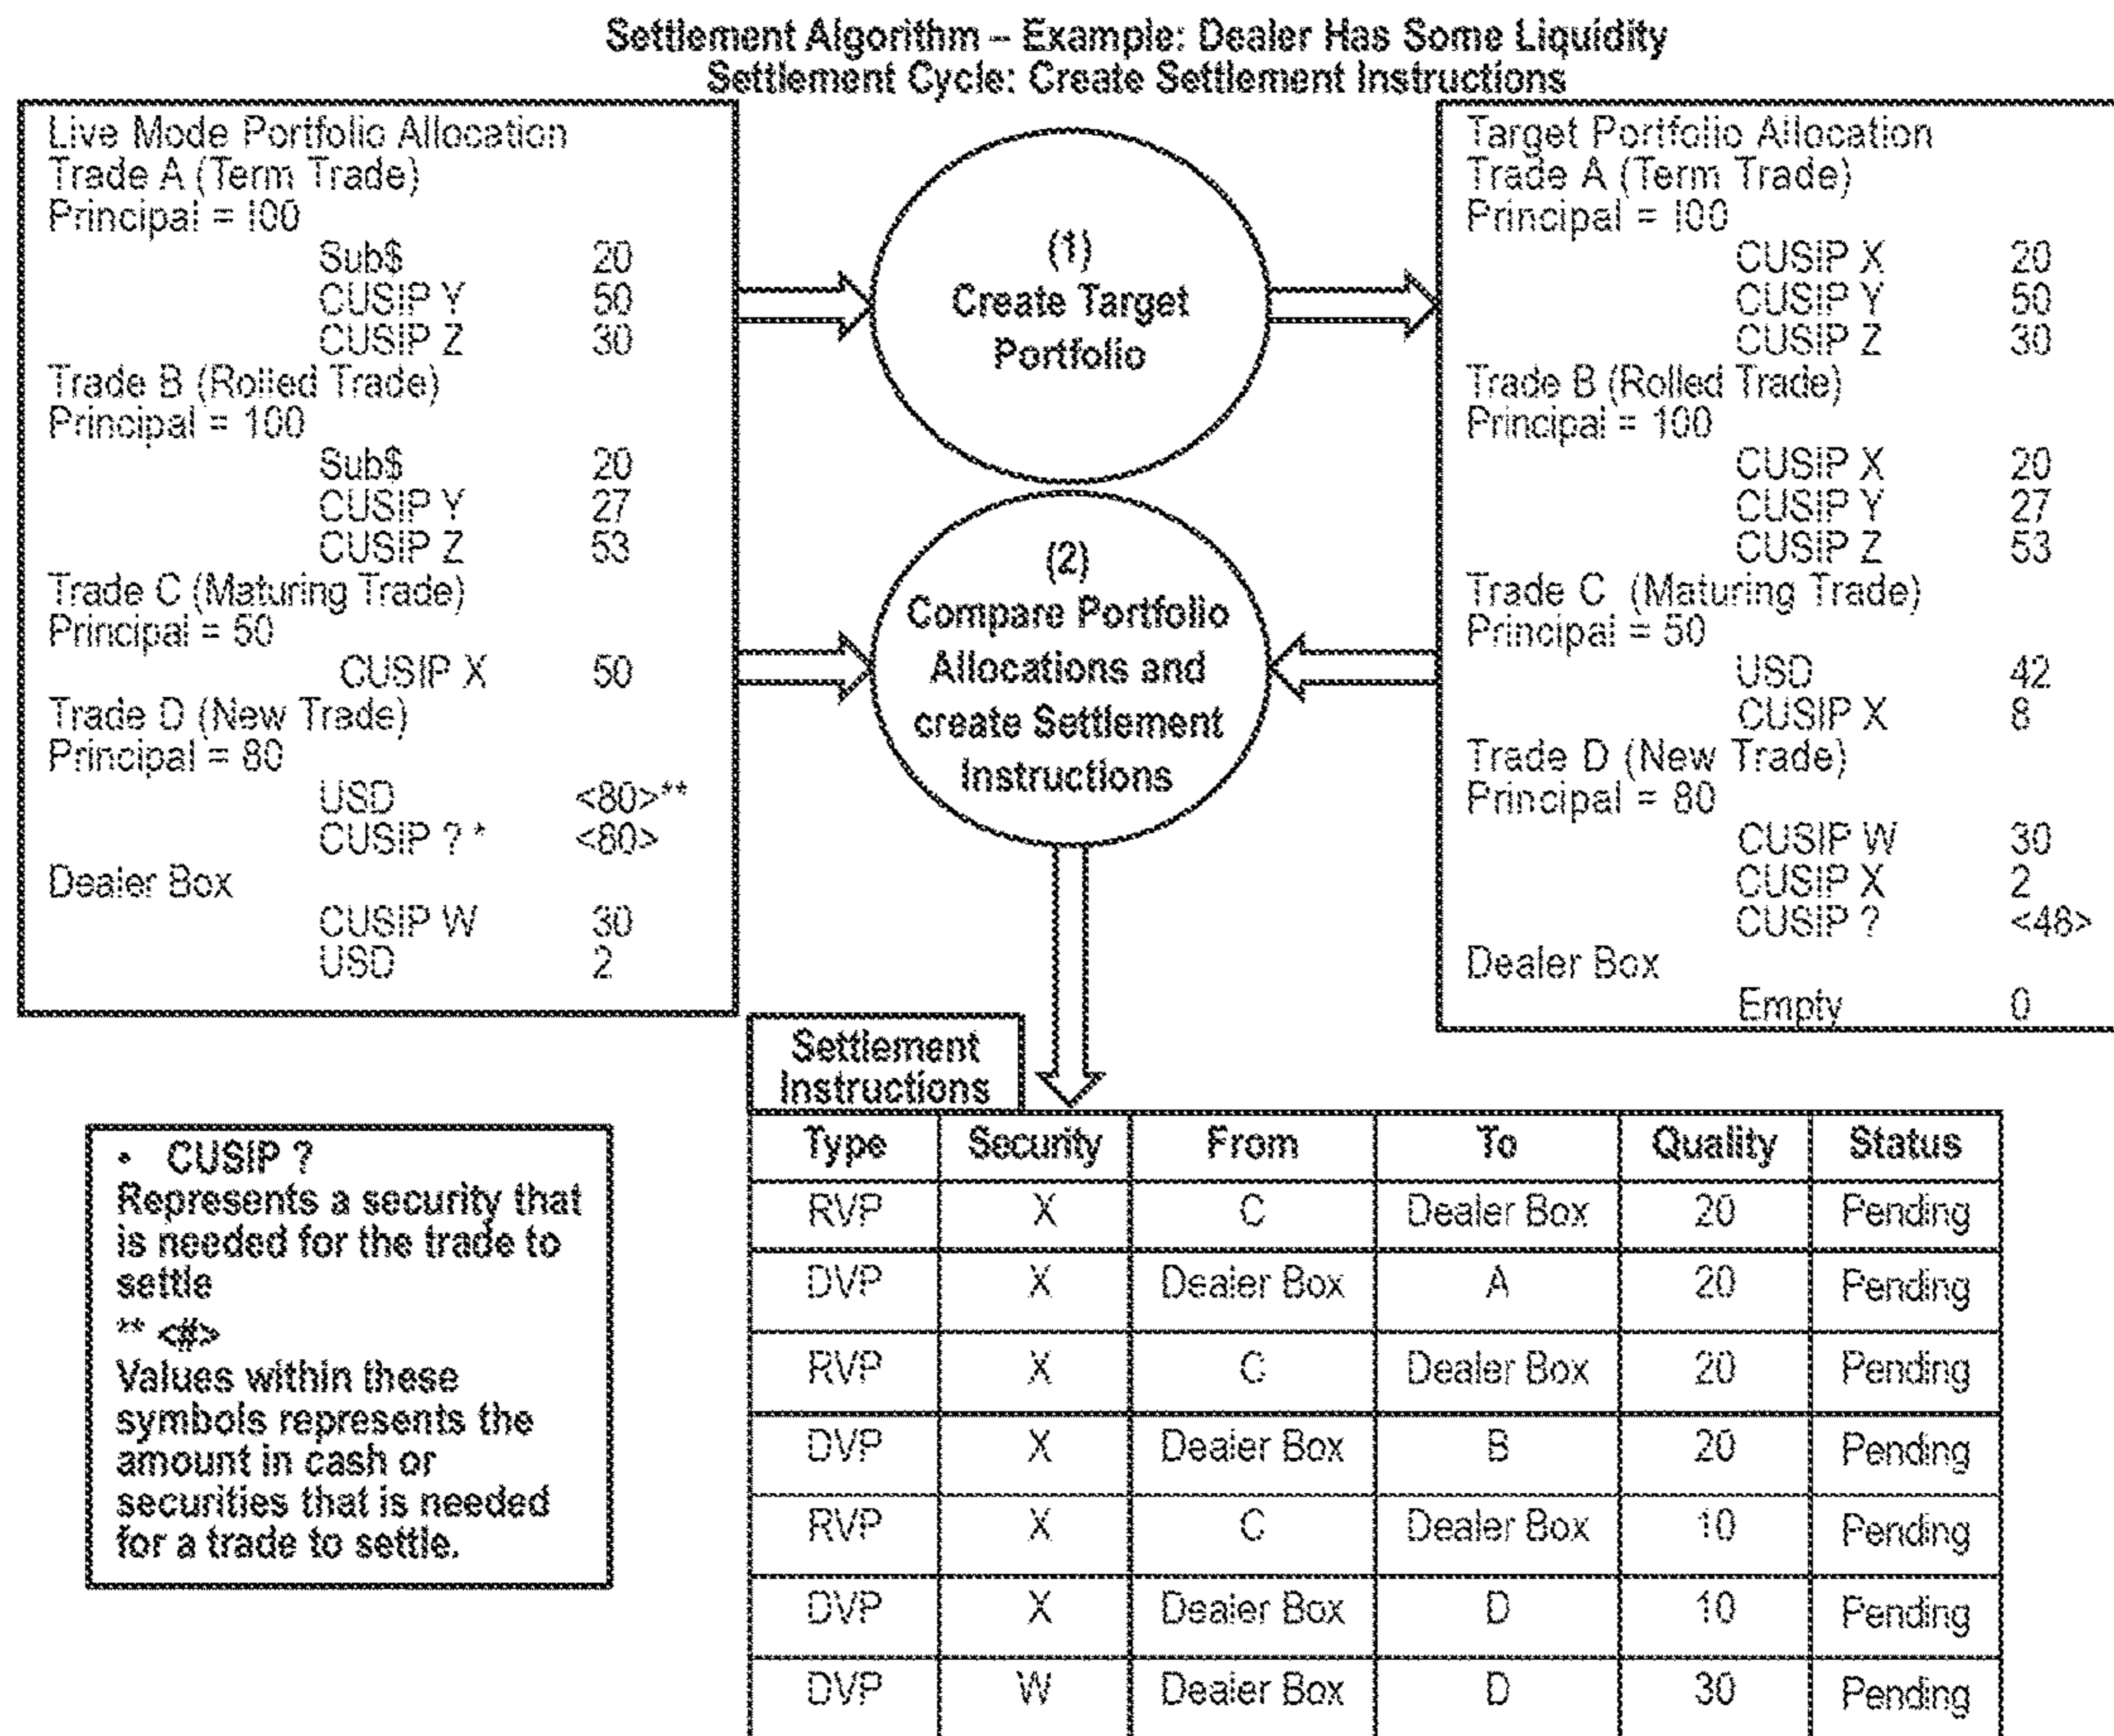 Settlement Algorithm – Example: Dealer Has Some Liquidity
Settlement Cycle: Create Settlement Instructions
Live Mode Portfolio Allocation
Trade A (Term Trade)
Principal = I00
Sub$ 20
CUSIP Y 50
CUSIP Z 30
Trade B (Rolled Trade)
Principal = 100
Sub$ 20
CUSIP Y 27
CUSIP Z 53
Trade C (Maturing Trade)
Principal = 50
CUSIP X 50
Trade D (New Trade)
Principal = 80
USD <80>**
CUSIP ? * <80>
Dealer Box
CUSIP W 30
USD 2
(1)
Create Target
Portfolio
(2)
Compare Portfolio
Allocations and
create Settlement
Instructions
Target Portfolio Allocation
Trade A (Term Trade)
Principal = I00
CUSIP X 20
CUSIP Y 50
CUSIP Z 30
Trade B (Rolled Trade)
Principal = 100
CUSIP X 20
CUSIP Y 27
CUSIP Z 53
Trade C (Maturing Trade)
Principal = 50
USD 42
CUSIP X 8
Trade D (New Trade)
Principal = 80
CUSIP W 30
CUSIP X 2
CUSIP ? <48>
Dealer Box
Empty 0
• CUSIP ?
Represents a security that
is needed for the trade to
settle
** <#>
Values within these
symbols represents the
amount in cash or
securities that is needed
for a trade to settle.
Settlement
Instructions
Type Security From To Quality Status
RVP X C Dealer Box 20 Pending
DVP X Dealer Box A 20 Pending
RVP X C Dealer Box 20 Pending
DVP X Dealer Box B 20 Pending
RVP X C Dealer Box 10 Pending
DVP X Dealer Box D 10 Pending
DVP W Dealer Box D 30 Pending